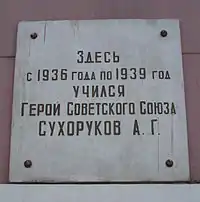 ЗДЕСЬ
С 1936 ГОДА ПО 1939 ГОД
УЧИЛСЯ
ГЕРОЙ СОВЕТСКОГО СОЮЗА
СУХОРУКОВ А. Г.